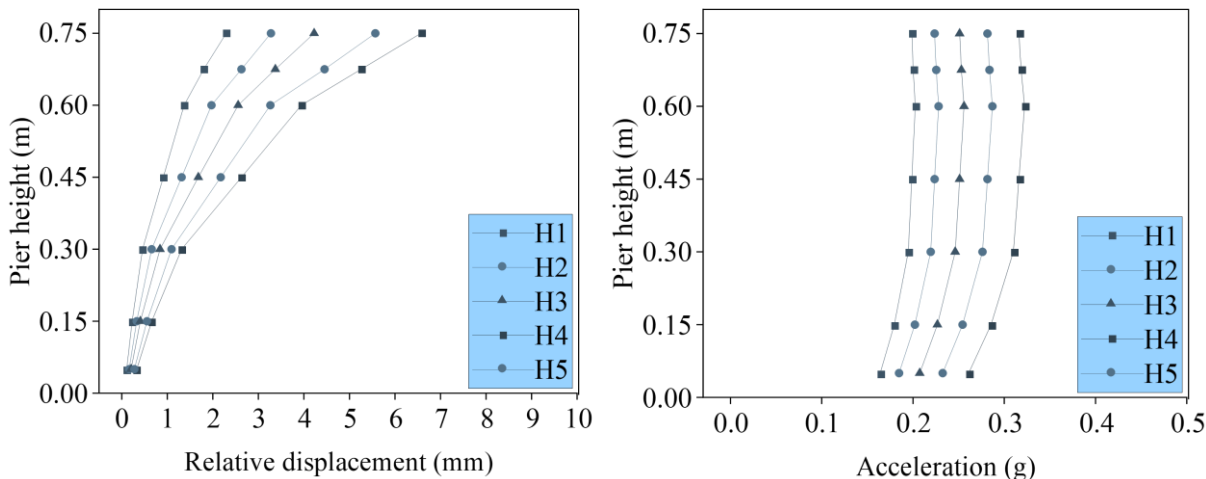 Pier height (m)
0.75
0.60
0.45
0.30
0.15
0.00
0 1 2 3 4 5 6 7 8 9 10
Relative displacement (mm)
H1
H2
H3
H4
H5
Pier height (m)
0.75
0.60
0.45
0.30
0.15
0.00
0.0 0.1 0.2 0.3 0.4 0.5
Acceleration (g)
H1
H2
H3
H4
H5